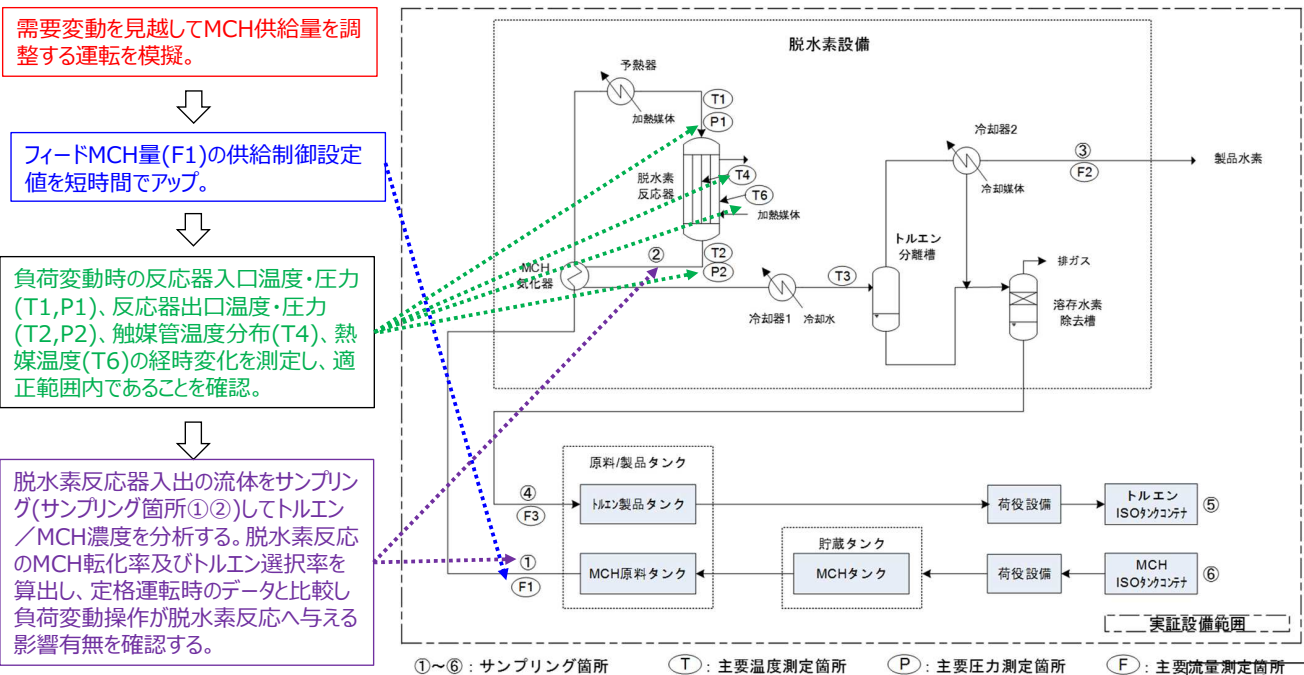 需要変動を見越してMCH供給量を調
整する運転を模擬。
フィードMCH量(F1)の供給制御設定
値を短時間でアップ。
負荷変動時の反応器入口温度・圧力
(T1,P1)、反応器出口温度・圧力
(T2,P2)、触媒管温度分布(T4)、熱
媒温度(T6)の経時変化を測定し、適
正範囲内であることを確認。
脱水素反応器入出の流体をサンプリン
グ(サンプリング箇所①②)してトルエン
／MCH濃度を分析する。脱水素反応
のMCH転化率及びトルエン選択率を
算出し、定格運転時のデータと比較し
負荷変動操作が脱水素反応へ与える
影響有無を確認する。
脱水素設備
予熱器
加熱媒体
T1
P1
脱水素
反応器
T4
T6
加熱媒体
T2
P2
②
MCH
気化器
冷却器1
冷却水
T3
トルエン
分離槽
冷却器2
冷却媒体
③
F2
製品水素
排ガス
溶存水素
除去槽
原料/製品タンク
④
F3
トルエン製品タンク
荷役設備
トルエン
ISOタンクコンテナ
⑤
①
F1
MCH原料タンク
貯蔵タンク
MCHタンク
荷役設備
MCH
ISOタンクコンテナ
⑥
実証設備範囲
①～⑥：サンプリング箇所
T：主要温度測定箇所
P：主要圧力測定箇所
F：主要流量測定箇所